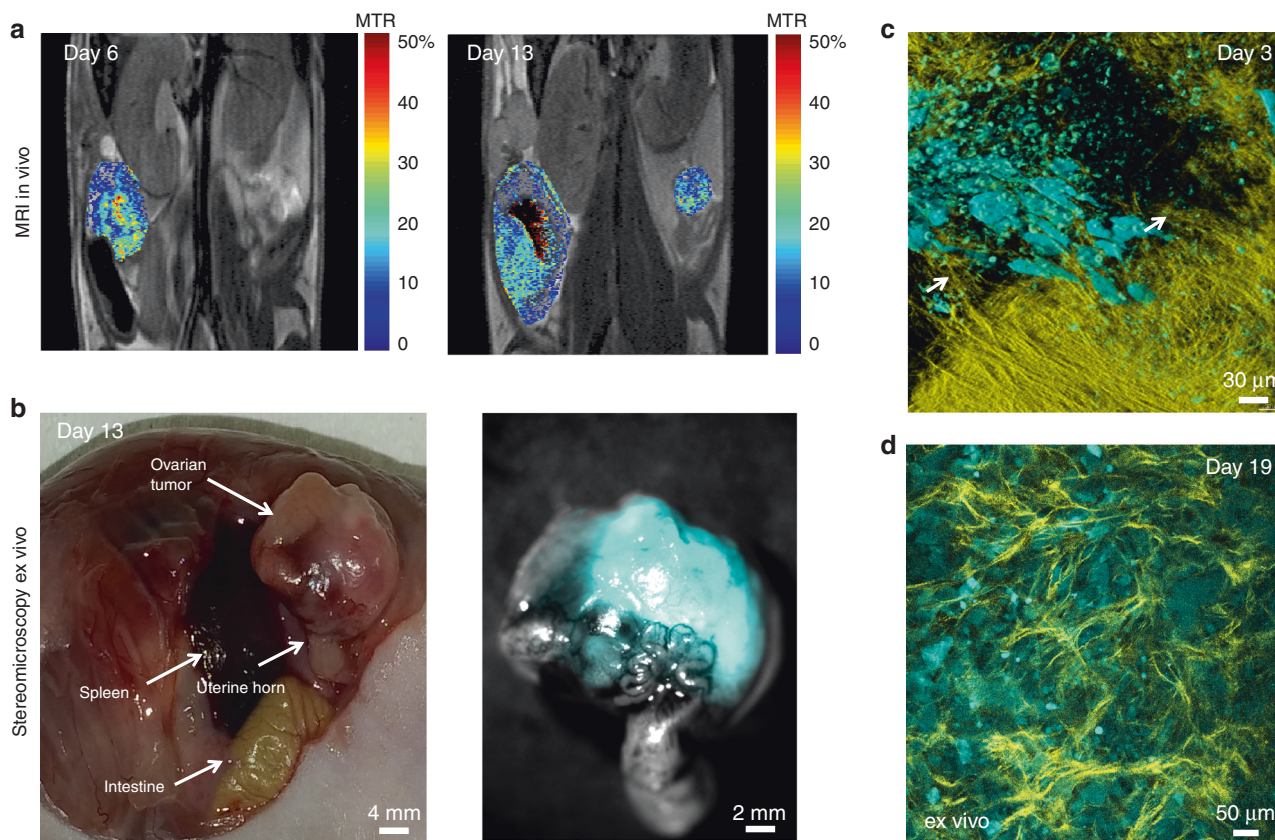 a
MRI in vivo
Day 6
MTR
50%
40
30
20
10
0
Day 13
MTR
50%
40
30
20
10
0
b
Stereomicroscopy ex vivo
Day 13
Ovarian
tumor
Spleen
Uterine horn
Intestine
4 mm
2 mm
c
Day 3
30 µm
d
Day 19
ex vivo
50 µm